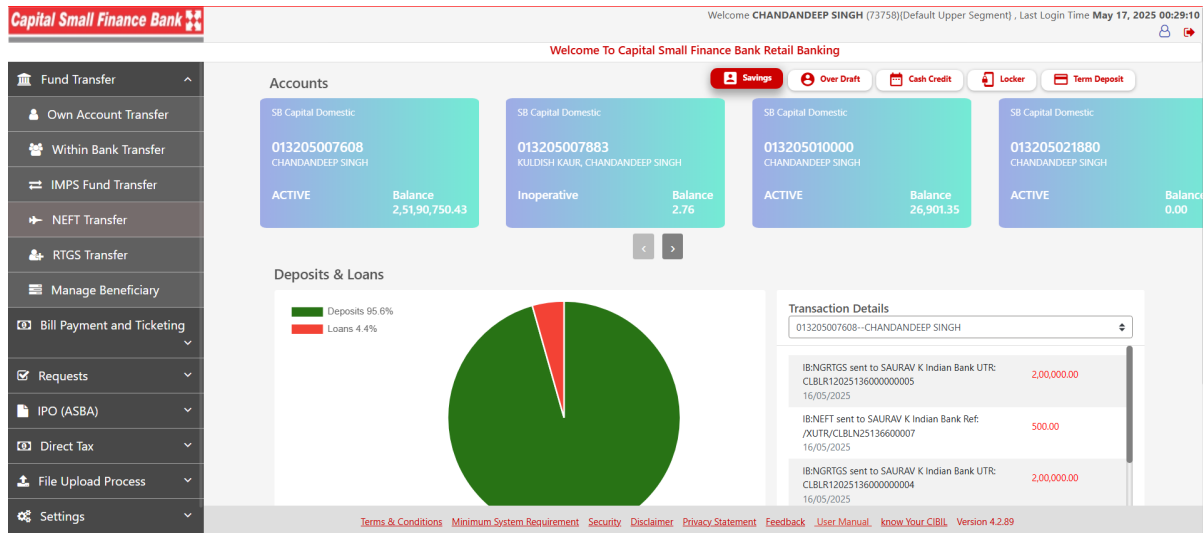 Capital Small Finance Bank
Welcome CHANDANDEEP SINGH (73758)(Default Upper Segment) , Last Login Time May 17, 2025 00:29:10
Welcome To Capital Small Finance Bank Retail Banking
Fund Transfer
Own Account Transfer
Within Bank Transfer
IMPS Fund Transfer
NEFT Transfer
RTGS Transfer
Manage Beneficiary
Bill Payment and Ticketing
Requests
IPO (ASBA)
Direct Tax
File Upload Process
Settings
Accounts
Savings
Over Draft
Cash Credit
Locker
Term Deposit
SB Capital Domestic
013205007608
CHANDANDEEP SINGH
ACTIVE Balance
2,51,90,750.43
SB Capital Domestic
013205007883
KULDISH KAUR, CHANDANDEEP SINGH
Inoperative Balance
2.76
SB Capital Domestic
013205010000
CHANDANDEEP SINGH
ACTIVE Balance
26,901.35
SB Capital Domestic
013205021880
CHANDANDEEP SINGH
ACTIVE Balance
0.00
Deposits & Loans
Deposits 95.6%
Loans 4.4%
Transaction Details
013205007608--CHANDANDEEP SINGH
IB:NGRTGS sent to SAURAV K Indian Bank UTR:
CLBLR12025136000000005
16/05/2025
2,00,000.00
IB:NEFT sent to SAURAV K Indian Bank Ref:
/XUTR/CLBLN25136600007
16/05/2025
500.00
IB:NGRTGS sent to SAURAV K Indian Bank UTR:
CLBLR12025136000000004
16/05/2025
2,00,000.00
Terms & Conditions Minimum System Requirement Security Disclaimer Privacy Statement Feedback User Manual know Your CIBIL Version 4.2.89